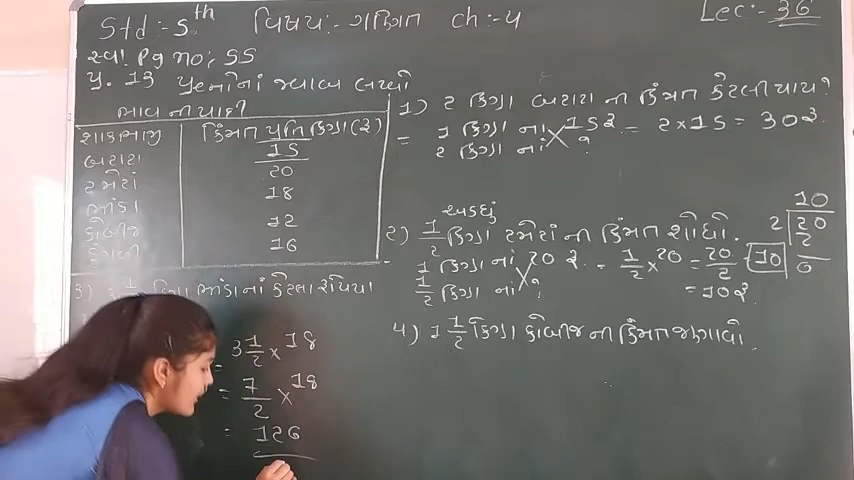 Std :- 5th વિષય:- ગણિત ch :- 4 Lec :- 36
સ્વા. Pg no: 55
પ્ર. 13 પ્રશ્નોનાં જવાબ લખો
ભાવની યાદી
શાકભાજી કિંમત પ્રતિ કિગ્રા (₹)
બટાટા 15
ટમેટાં 20
ભીંડા 18
કોબીજ 12
16
1) 2 કિગ્રા બટાટા ની કિંમત કેટલી થાય?
= 1 કિગ્રા ના 15₹ = 2 × 15 = 30₹.
2 કિગ્રા નાં ?
અડધું
2) 1/2 કિગ્રા ટમેટાં ની કિંમત શોધો.
1 કિગ્રા નાં 20 ₹ = 1/2 × 20 = 20/2 = 10
1/2 કિગ્રા નાં ? = 10₹
10
2 20
2
0
3) કિગ્રા ભીંડા નાં કેટલા રૂપિયા
= 3 1/2 × 18
= 7/2 × 18
= 126
4) 1 1/2 કિગ્રા કોબીજ ની કિંમત જણાવો.